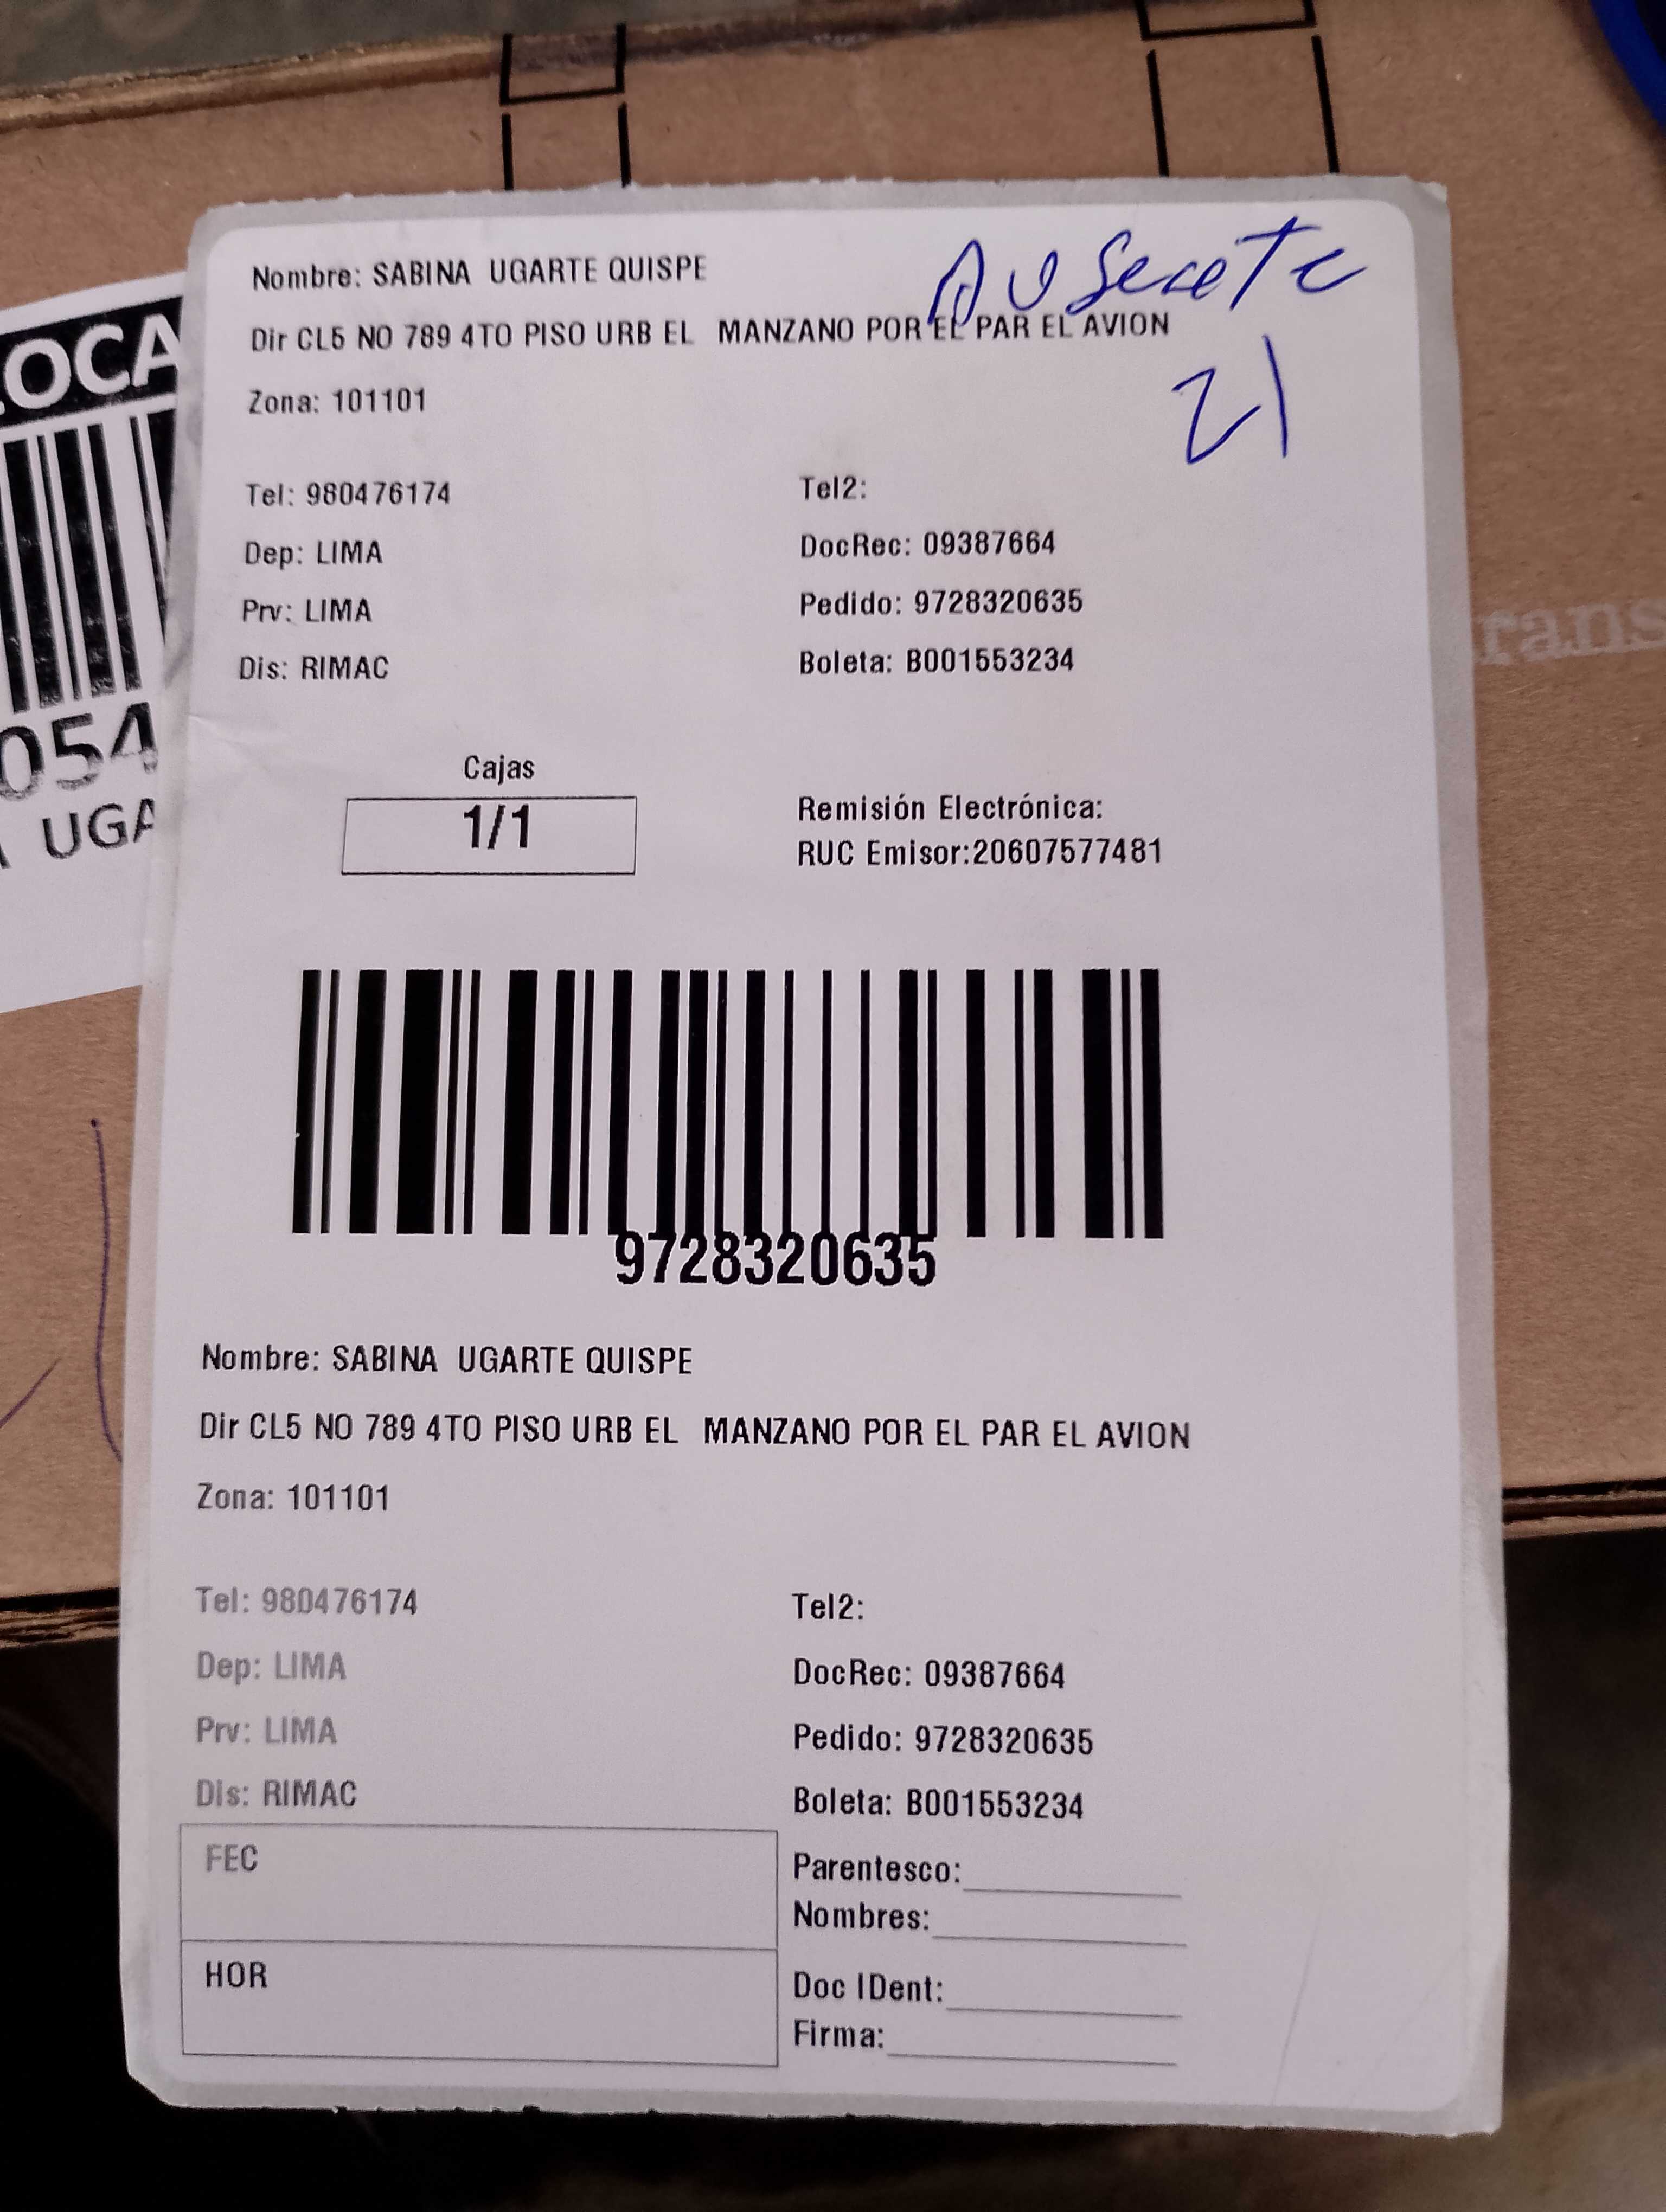 Nombre: SABINA UGARTE QUISPE
Dir CL5 NO 789 4TO PISO URB EL MANZANO POR EL PAR EL AVION
Zona: 101101
21
Tel: 980476174
Tel2:
Dep: LIMA
DocRec: 09387664
Prv: LIMA
Pedido: 9728320635
Dis: RIMAC
Boleta: B001553234
Cajas
1/1
Remisión Electrónica:
RUC Emisor:20607577481
9728320635
Nombre: SABINA UGARTE QUISPE
Dir CL5 NO 789 4TO PISO URB EL MANZANO POR EL PAR EL AVION
Zona: 101101
Tel: 980476174
Tel2:
Dep: LIMA
DocRec: 09387664
Prv: LIMA
Pedido: 9728320635
Dis: RIMAC
Boleta: B001553234
FEC
Parentesco:
Nombres:
HOR
Doc IDent:
Firma:
OCA
054
UGA
rans